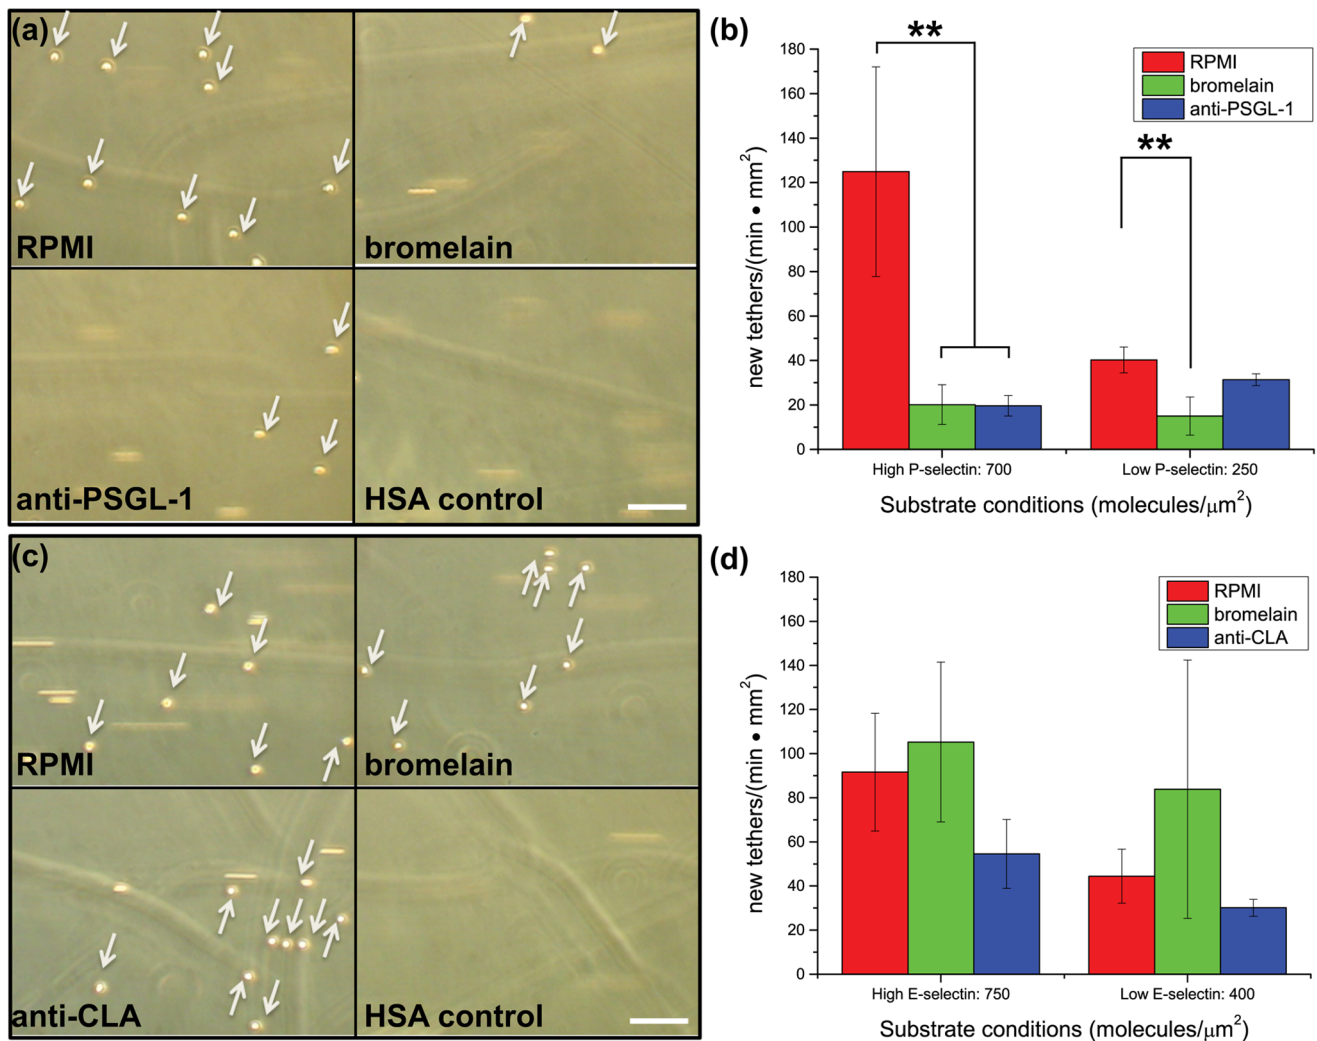 (a)
RPMI
bromelain
anti-PSGL-1
HSA control
(b)
**
**
RPMI
bromelain
anti-PSGL-1
180
160
140
120
100
80
60
40
20
0
new tethers/(min • mm²)
High P-selectin: 700
Low P-selectin: 250
Substrate conditions (molecules/μm²)
(c)
RPMI
bromelain
anti-CLA
HSA control
(d)
RPMI
bromelain
anti-CLA
180
160
140
120
100
80
60
40
20
0
new tethers/(min • mm²)
High E-selectin: 750
Low E-selectin: 400
Substrate conditions (molecules/μm²)